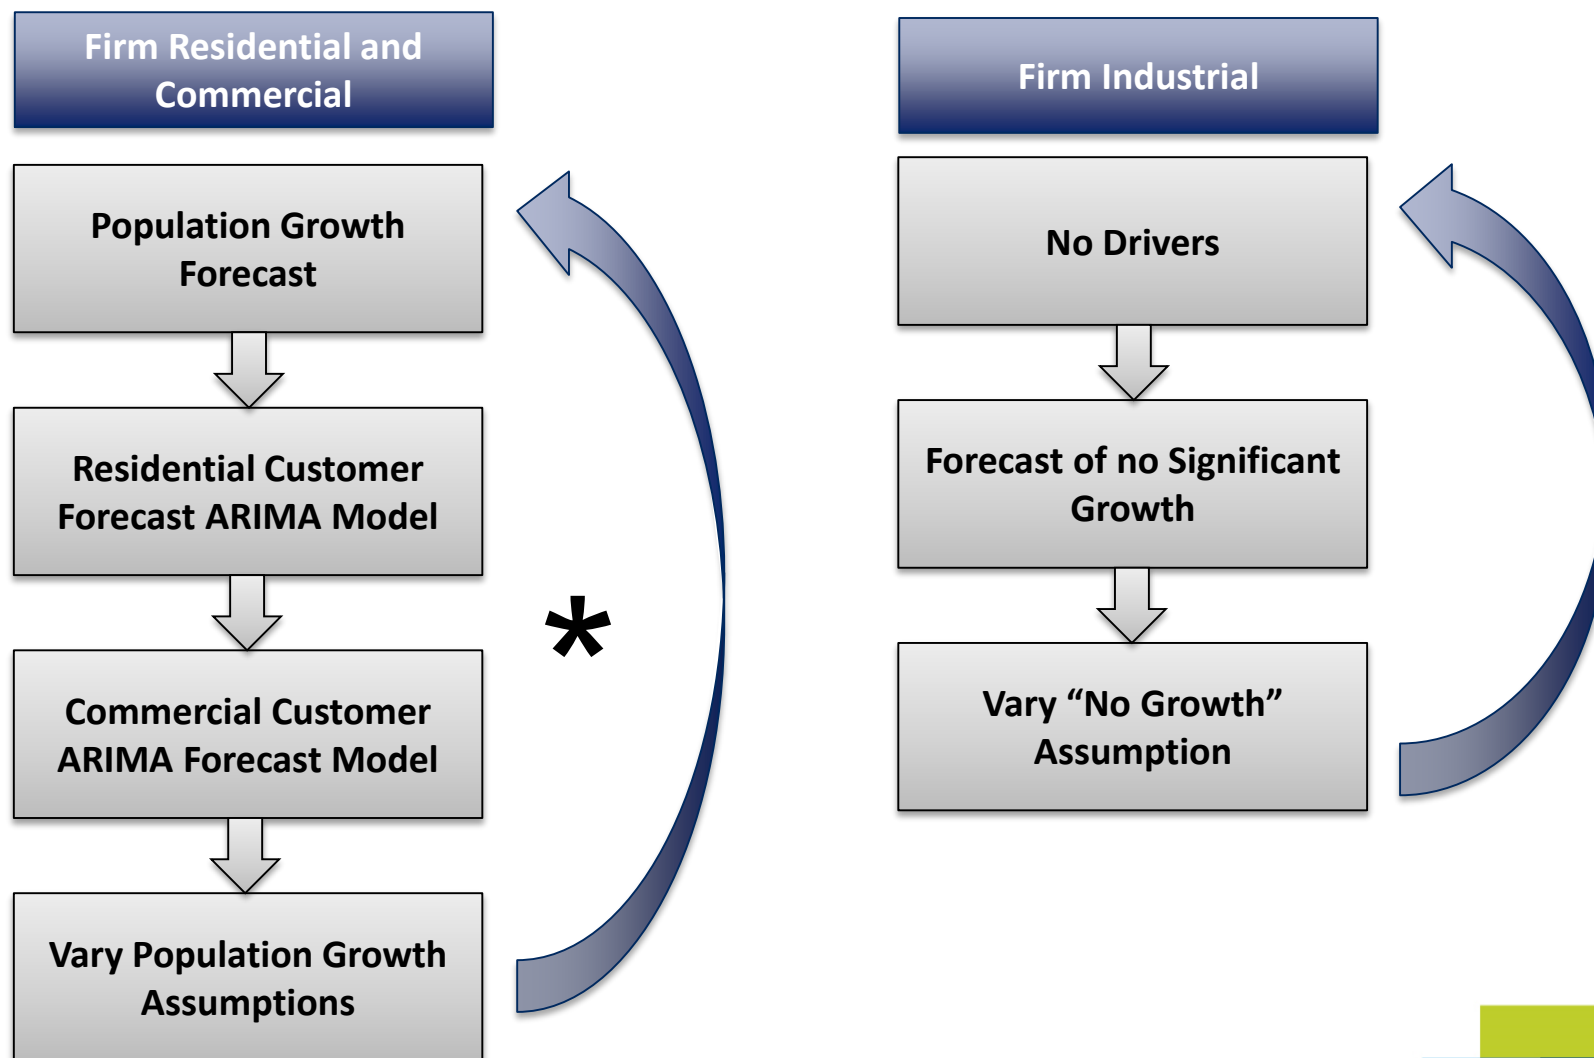 Firm Residential and
Commercial
Population Growth
Forecast
Residential Customer
Forecast ARIMA Model
Commercial Customer
ARIMA Forecast Model
Vary Population Growth
Assumptions
*
Firm Industrial
No Drivers
Forecast of no Significant
Growth
Vary “No Growth”
Assumption